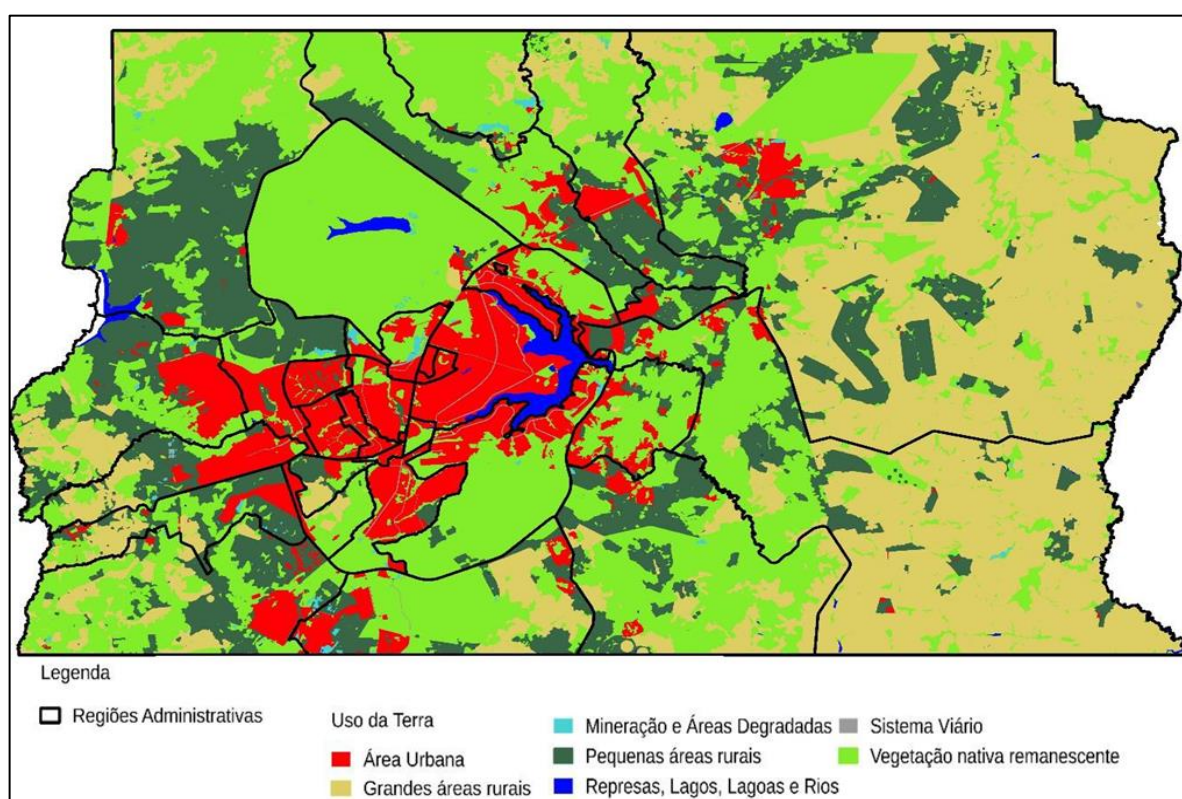 Legenda
Regiões Administrativas
Uso da Terra
Área Urbana
Grandes áreas rurais
Mineração e Áreas Degradadas
Pequenas áreas rurais
Represas, Lagos, Lagoas e Rios
Sistema Viário
Vegetação nativa remanescente